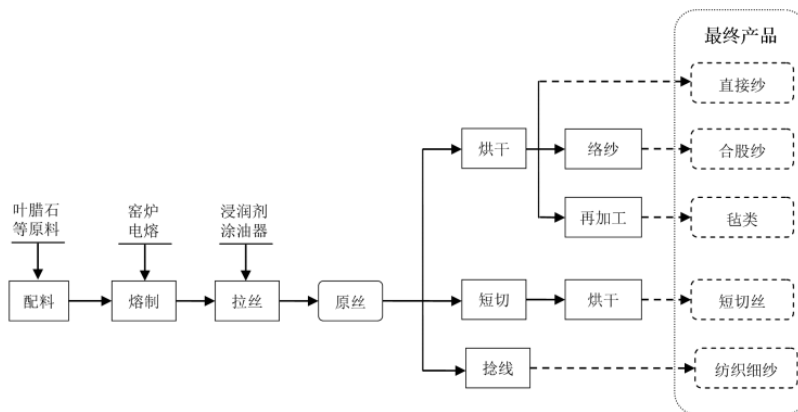 最终产品
直接纱
烘干
络纱
合股纱
叶腊石
等原料
窑炉
电熔
浸润剂
涂油器
再加工
毡类
配料
熔制
拉丝
原丝
短切
烘干
短切丝
捻线
纺织细纱